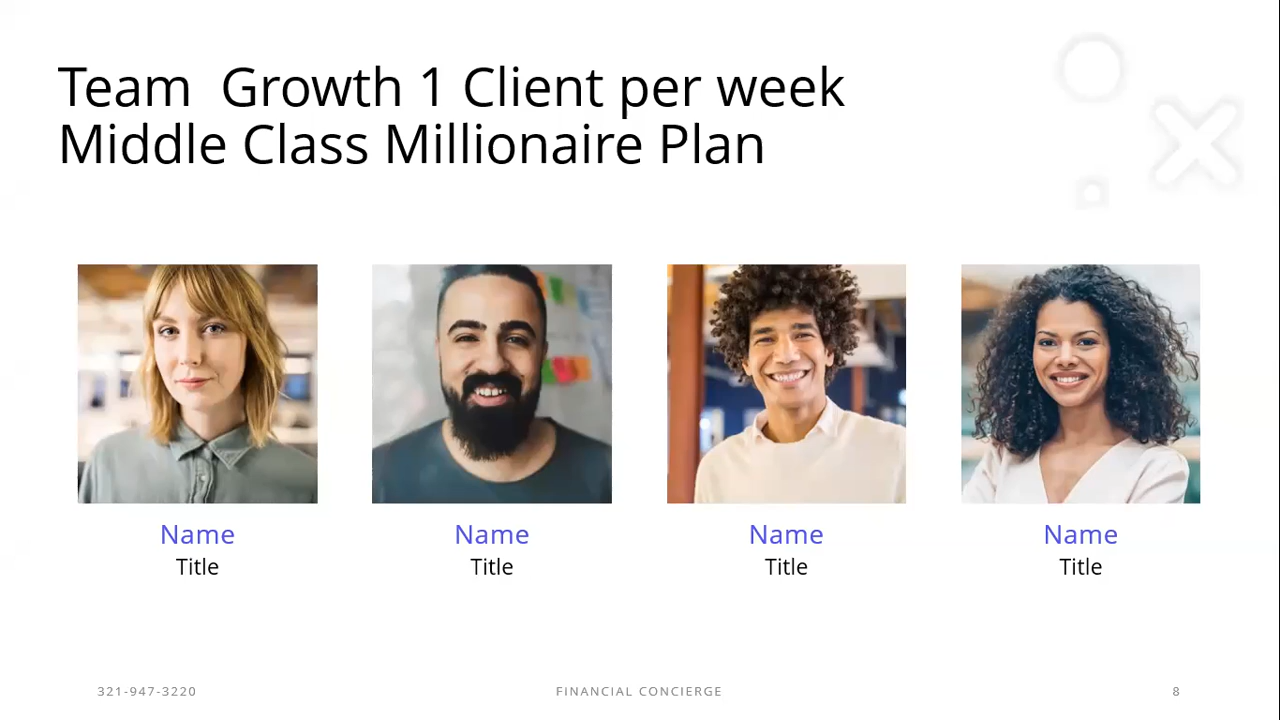 Team  Growth 1 Client per week
Middle Class Millionaire Plan
Name
Title
Name
Title
Name
Title
Name
Title
321-947-3220
FINANCIAL CONCIERGE
8